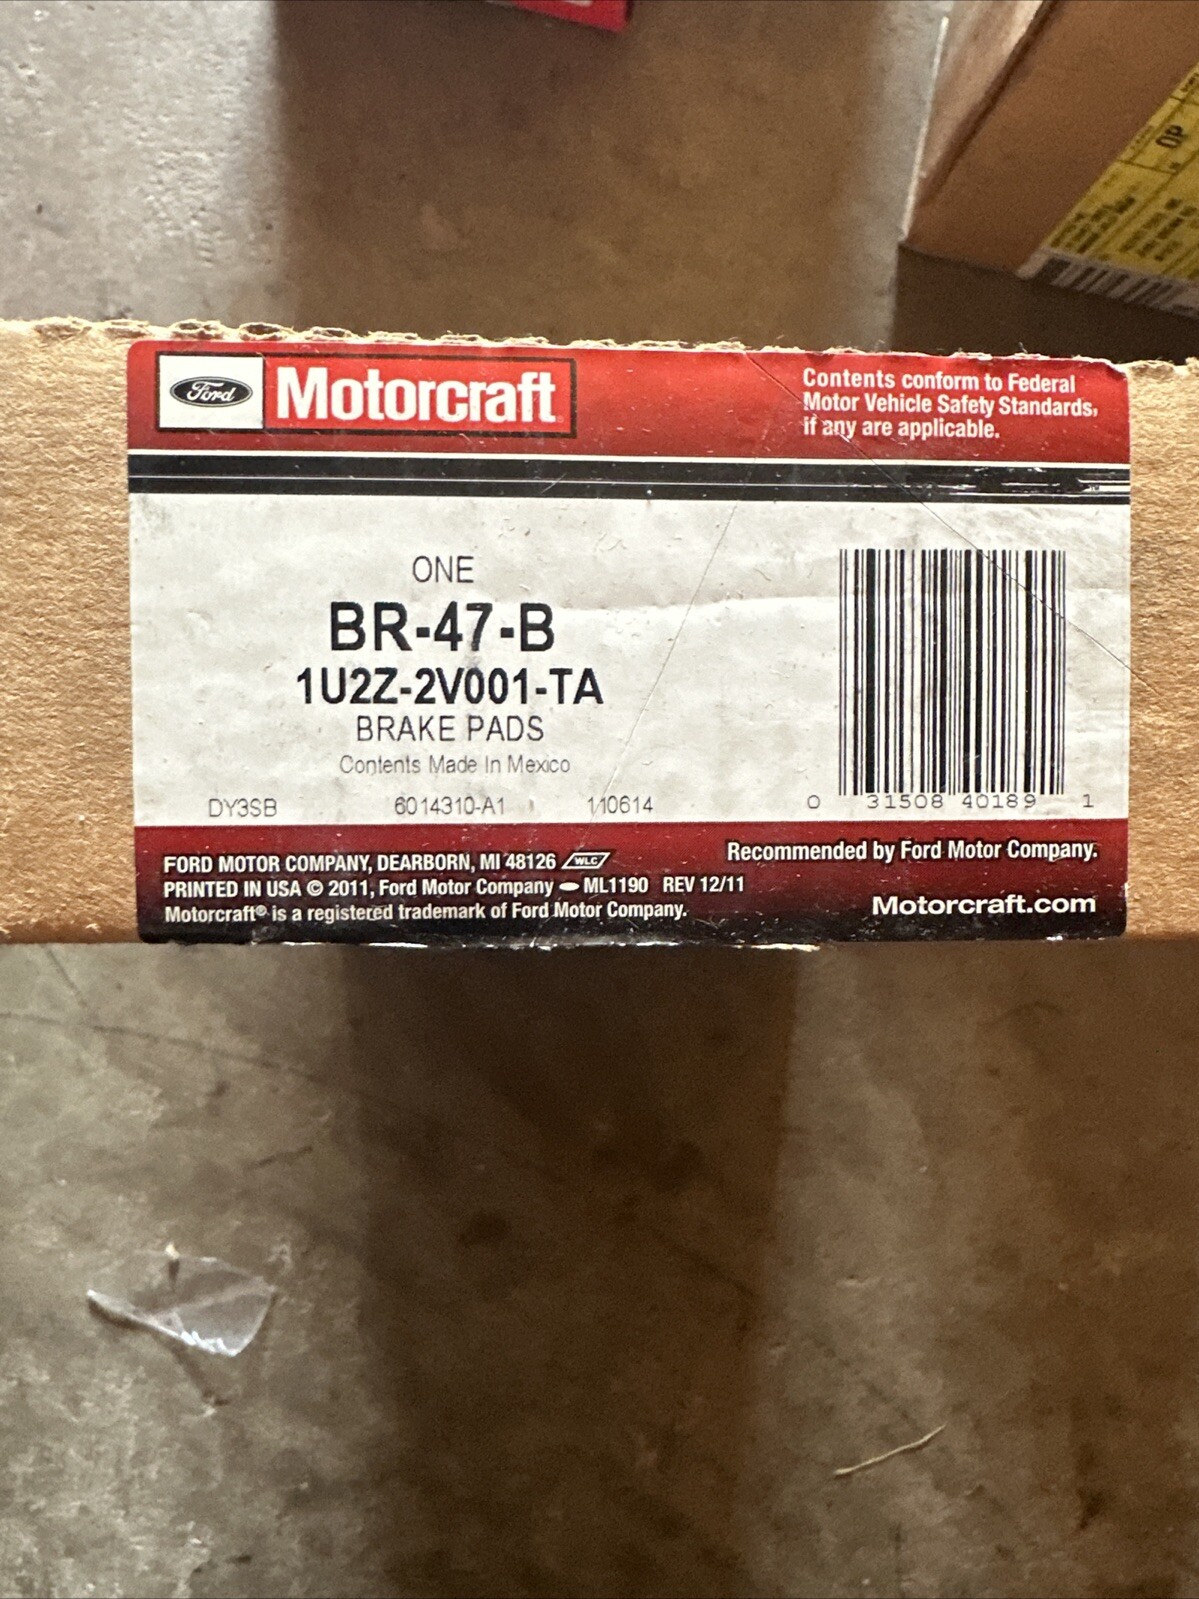 Ford Motorcraft
Contents conform to Federal
Motor Vehicle Safety Standards,
if any are applicable.
ONE
BR-47-B
1U2Z-2V001-TA
BRAKE PADS
Contents Made In Mexico
DY3SB 6014310-A1 110614
0 31508 40189 1
FORD MOTOR COMPANY, DEARBORN, MI 48126 WLC
PRINTED IN USA © 2011, Ford Motor Company ML1190 REV 12/11
Motorcraft® is a registered trademark of Ford Motor Company.
Recommended by Ford Motor Company.
Motorcraft.com
OP